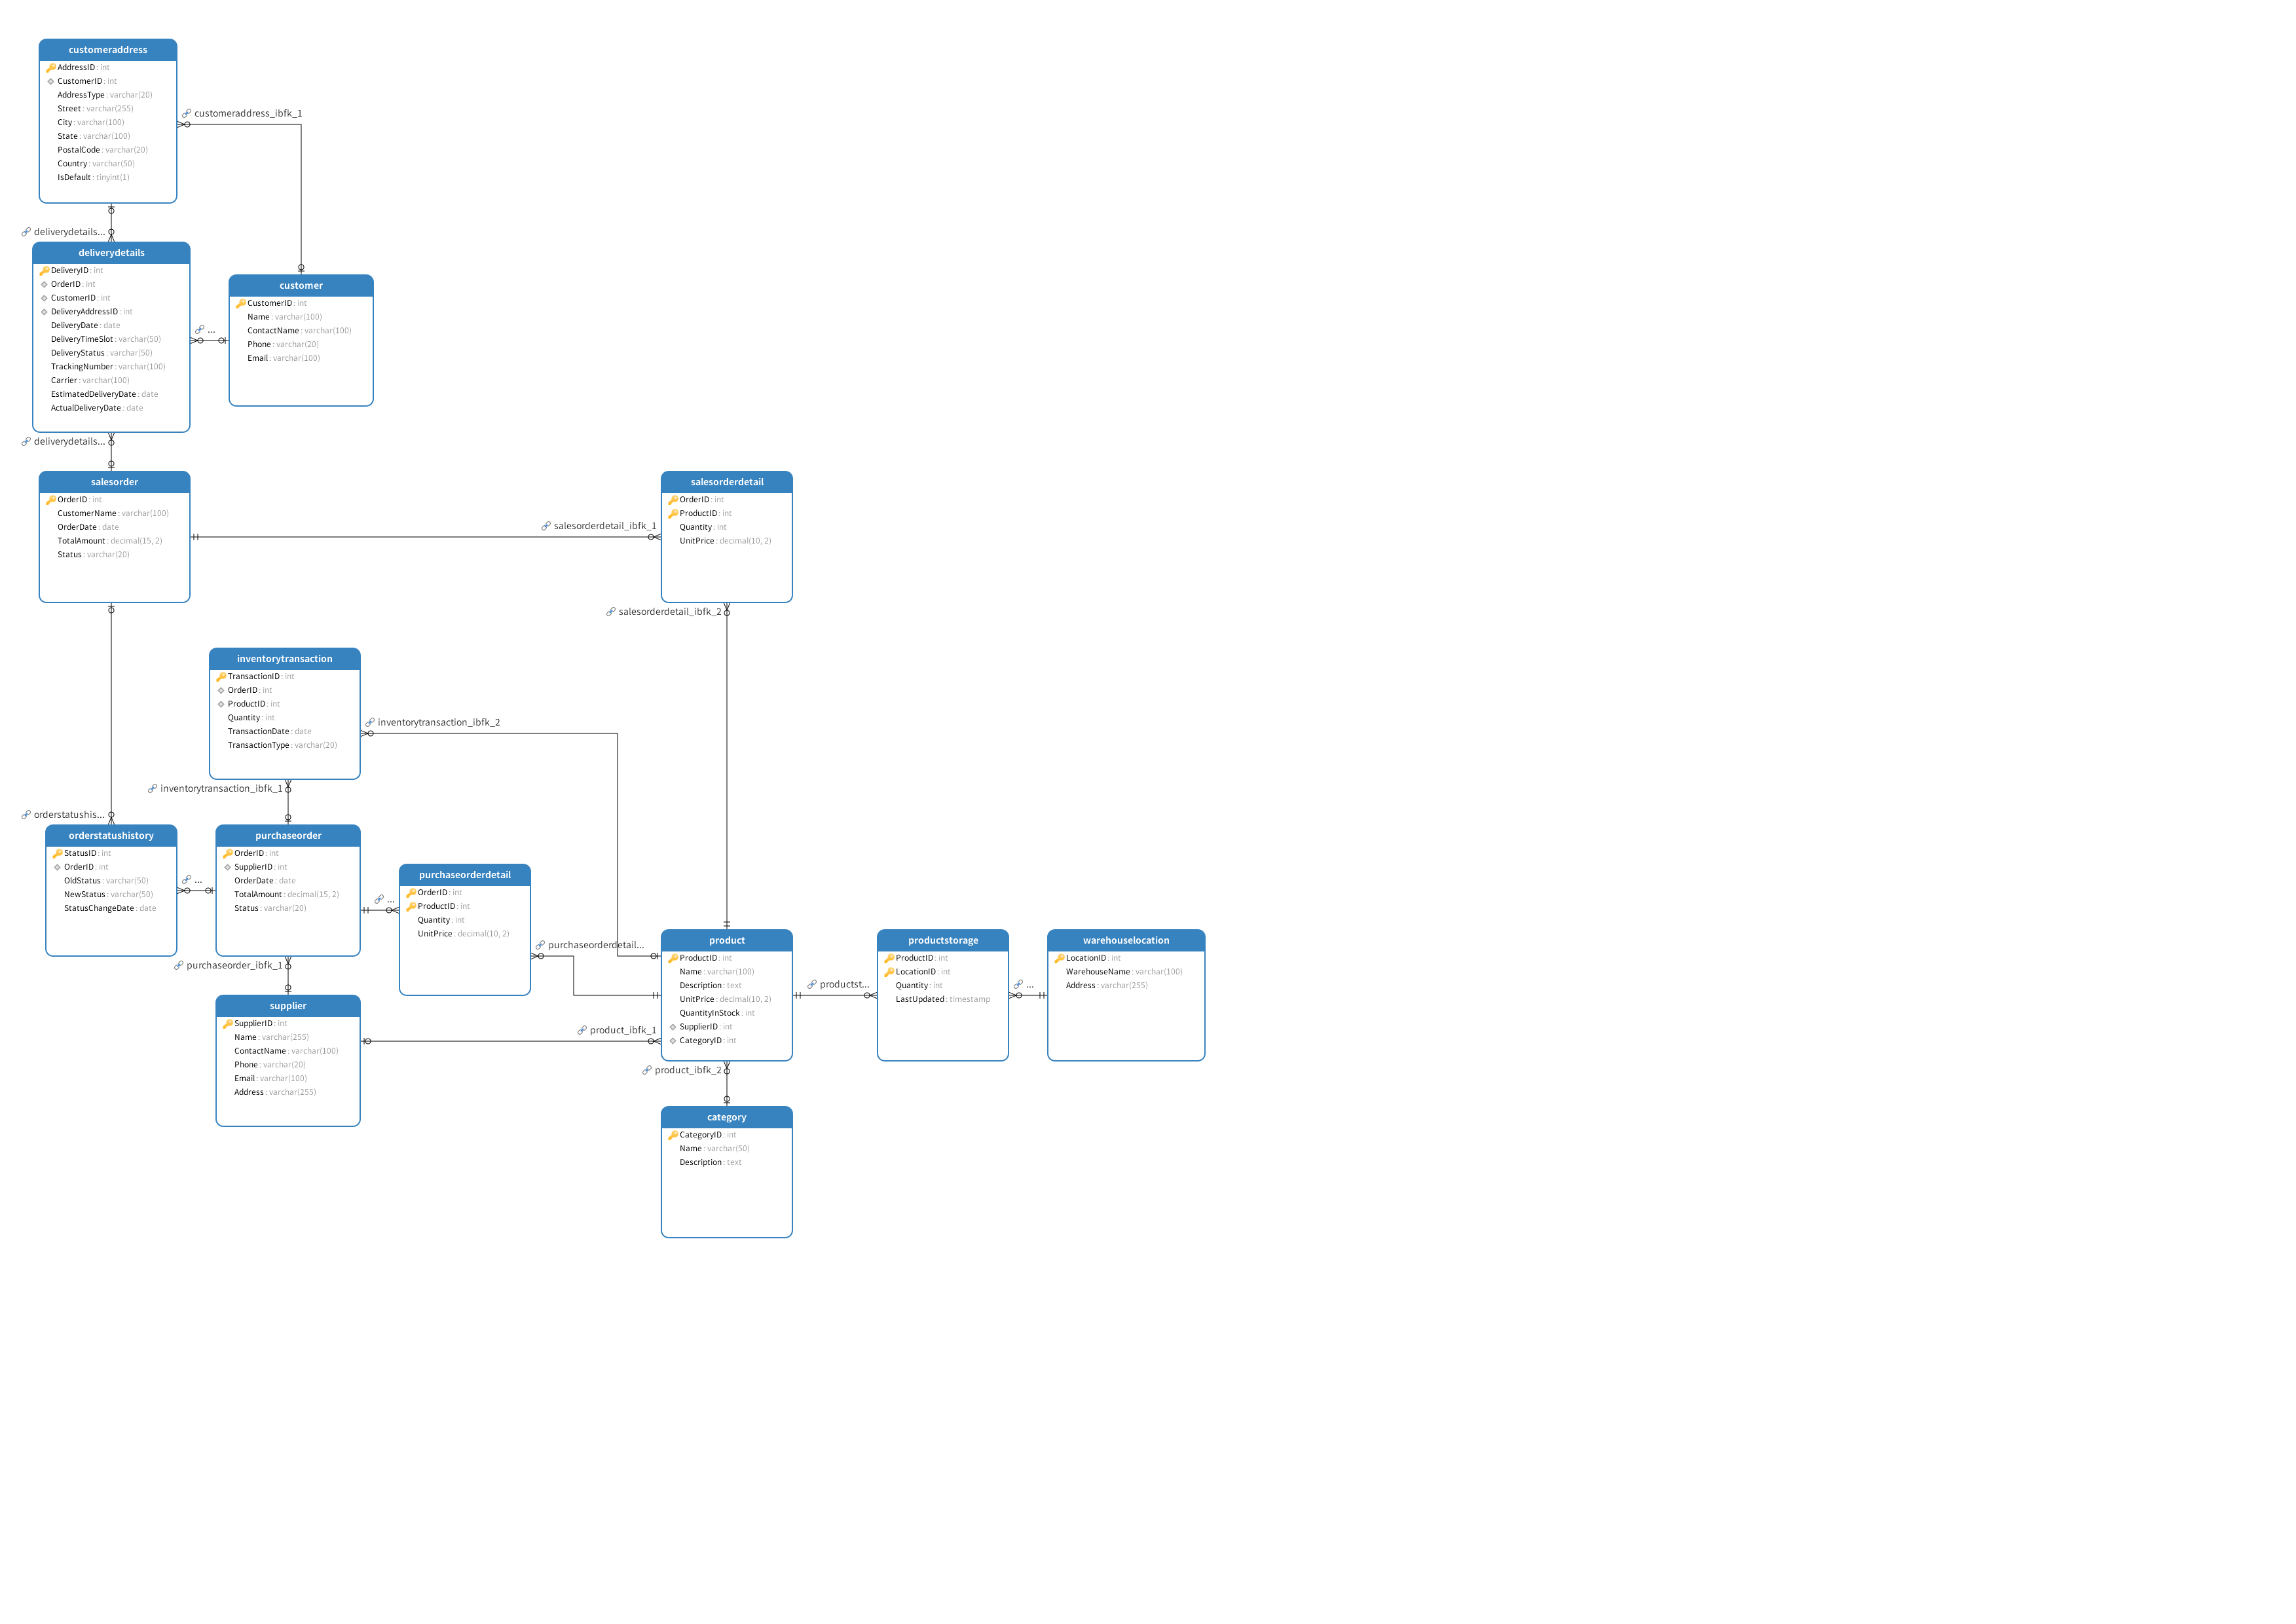 customeraddress
AddressID : int
CustomerID : int
AddressType : varchar(20)
Street : varchar(255)
City : varchar(100)
State : varchar(100)
PostalCode : varchar(20)
Country : varchar(50)
IsDefault : tinyint(1)
customeraddress_ibfk_1
deliverydetails...
deliverydetails
DeliveryID : int
OrderID : int
CustomerID : int
DeliveryAddressID : int
DeliveryDate : date
DeliveryTimeSlot : varchar(50)
DeliveryStatus : varchar(50)
TrackingNumber : varchar(100)
Carrier : varchar(100)
EstimatedDeliveryDate : date
ActualDeliveryDate : date
...
customer
CustomerID : int
Name : varchar(100)
ContactName : varchar(100)
Phone : varchar(20)
Email : varchar(100)
deliverydetails...
salesorder
OrderID : int
CustomerName : varchar(100)
OrderDate : date
TotalAmount : decimal(15, 2)
Status : varchar(20)
salesorderdetail_ibfk_1
salesorderdetail
OrderID : int
ProductID : int
Quantity : int
UnitPrice : decimal(10, 2)
salesorderdetail_ibfk_2
inventorytransaction
TransactionID : int
OrderID : int
ProductID : int
Quantity : int
TransactionDate : date
TransactionType : varchar(20)
inventorytransaction_ibfk_2
inventorytransaction_ibfk_1
orderstatushis...
orderstatushistory
StatusID : int
OrderID : int
OldStatus : varchar(50)
NewStatus : varchar(50)
StatusChangeDate : date
...
purchaseorder
OrderID : int
SupplierID : int
OrderDate : date
TotalAmount : decimal(15, 2)
Status : varchar(20)
...
purchaseorderdetail
OrderID : int
ProductID : int
Quantity : int
UnitPrice : decimal(10, 2)
purchaseorderdetail...
purchaseorder_ibfk_1
supplier
SupplierID : int
Name : varchar(255)
ContactName : varchar(100)
Phone : varchar(20)
Email : varchar(100)
Address : varchar(255)
product_ibfk_1
product
ProductID : int
Name : varchar(100)
Description : text
UnitPrice : decimal(10, 2)
QuantityInStock : int
SupplierID : int
CategoryID : int
productst...
productstorage
ProductID : int
LocationID : int
Quantity : int
LastUpdated : timestamp
...
warehouselocation
LocationID : int
WarehouseName : varchar(100)
Address : varchar(255)
product_ibfk_2
category
CategoryID : int
Name : varchar(50)
Description : text